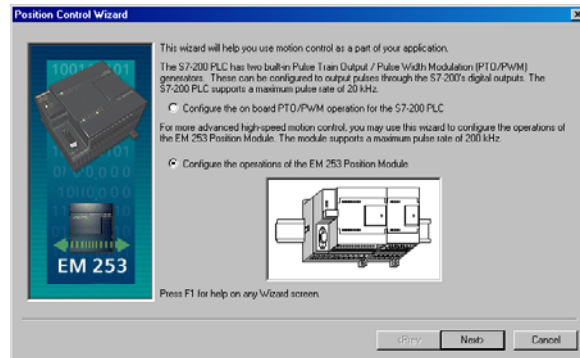 Position Control Wizard
This wizard will help you use motion control as a part of your application.
The S7-200 PLC has two built-in Pulse Train Output / Pulse Width Modulation (PTO/PWM)
generators. These can be configured to output pulses through the S7-200's digital outputs. The
S7-200 PLC supports a maximum pulse rate of 20 kHz.
Configure the on board PTO/PWM operation for the S7-200 PLC
For more advanced high-speed motion control, you may use this wizard to configure the operations of
the EM 253 Position Module. The module supports a maximum pulse rate of 200 kHz.
Configure the operations of the EM 253 Position Module
EM 253
Press F1 for help on any Wizard screen.
<Prev
Next>
Cancel